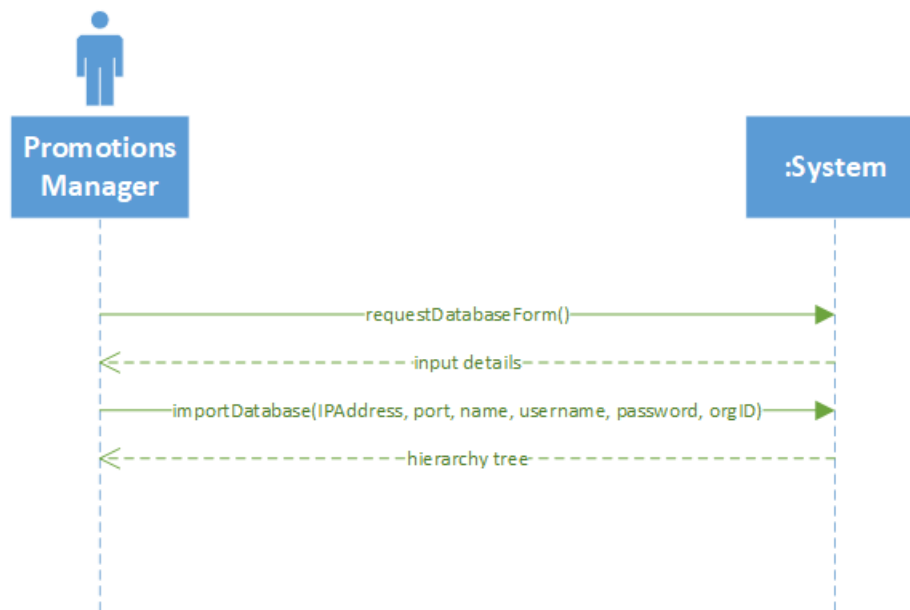 Promotions
Manager
:System
requestDatabaseForm()
input details
importDatabase(IPAddress, port, name, username, password, orgID)
hierarchy tree